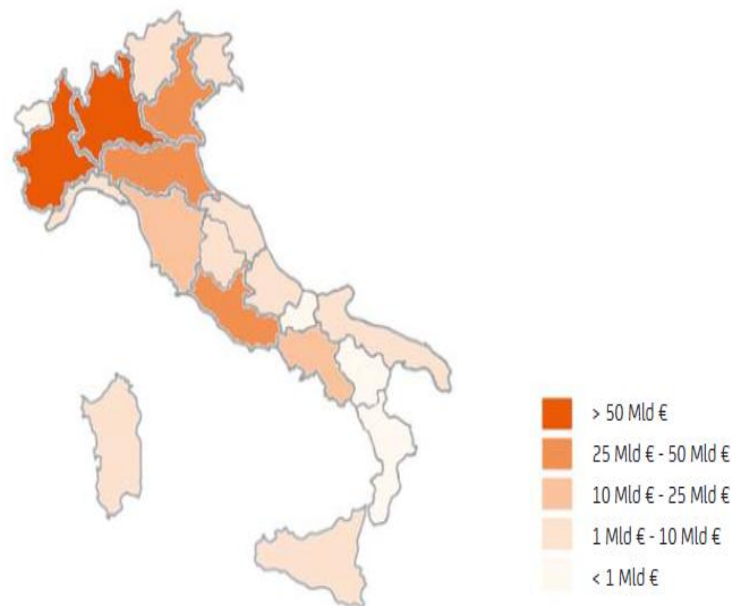 > 50 Mld €
25 Mld € - 50 Mld €
10 Mld € - 25 Mld €
1 Mld € - 10 Mld €
< 1 Mld €